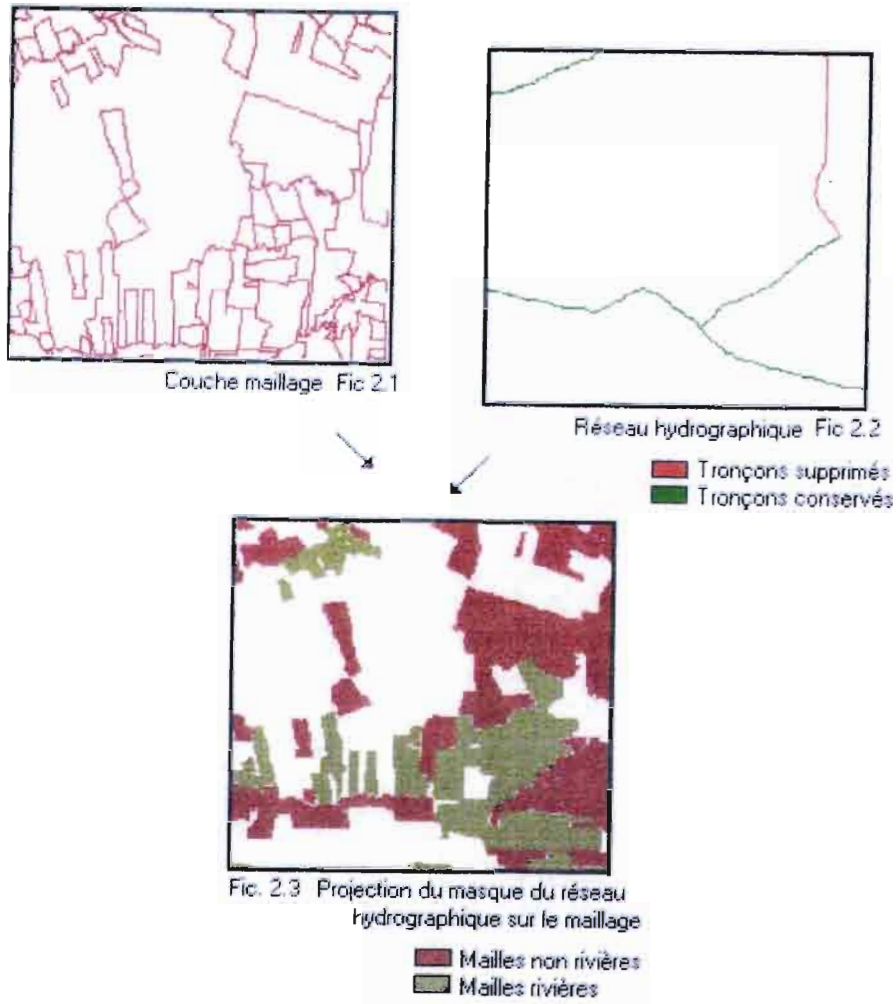 Couche maillage Fic 2.1
Réseau hydrographique Fic 2.2
Tronçons supprimés
Tronçons conservés
Fic. 2.3 Projection du masque du réseau
hydrographique sur le maillage
Mailles non rivières
Mailles rivières